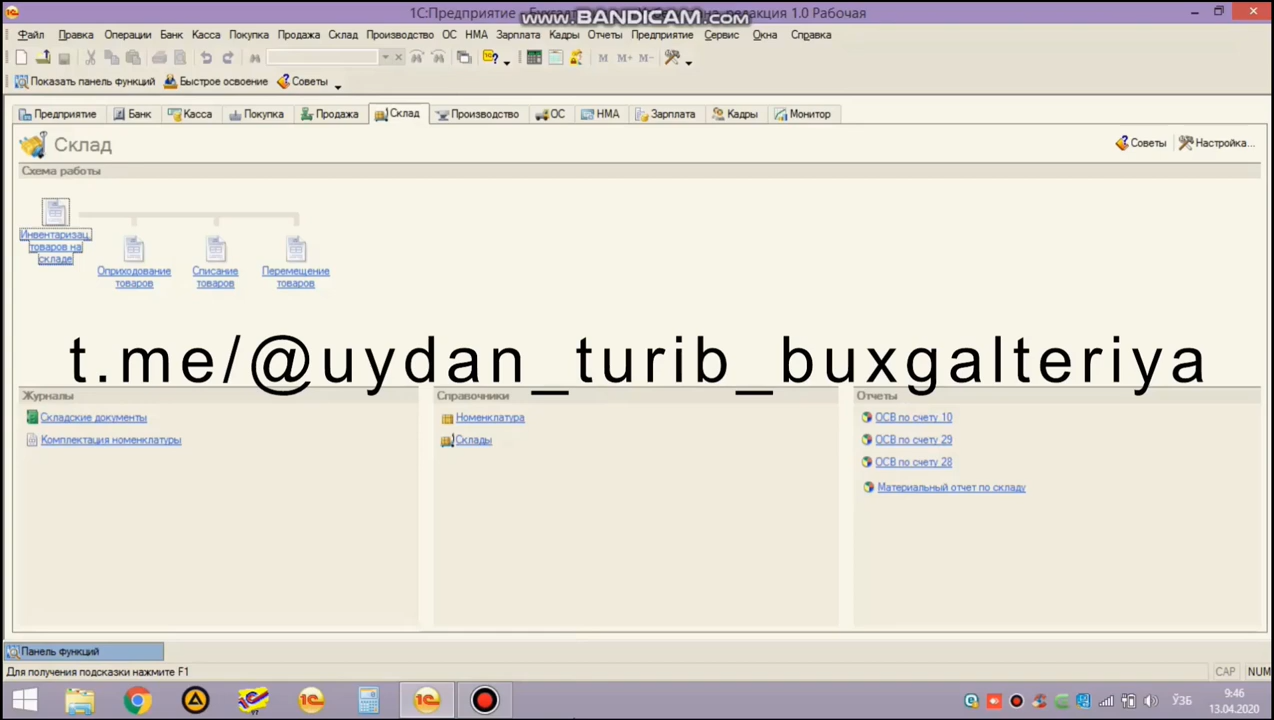 1С:Предприятие - Бухгалтерия
www.BANDICAM.com
редакция 1.0 Рабочая
Файл Правка Операции Банк Касса Покупка Продажа Склад Производство ОС НМА Зарплата Кадры Отчеты Предприятие Сервис Окна Справка
M M+ M-
Показать панель функций Быстрое освоение Советы
Предприятие Банк Касса Покупка Продажа Склад Производство ОС НМА Зарплата Кадры Монитор
Склад
Советы Настройка...
Схема работы
Инвентаризац.
товаров на
складе
Оприходование
товаров
Списание
товаров
Перемещение
товаров
t.me/@uydan_turib_buxgalteriya
Журналы
Складские документы
Комплектация номенклатуры
Справочники
Номенклатура
Склады
Отчеты
ОСВ по счету 10
ОСВ по счету 29
ОСВ по счету 28
Материальный отчет по складу
Панель функций
Для получения подсказки нажмите F1
CAP NUM
ЎЗБ
9:46
13.04.2020